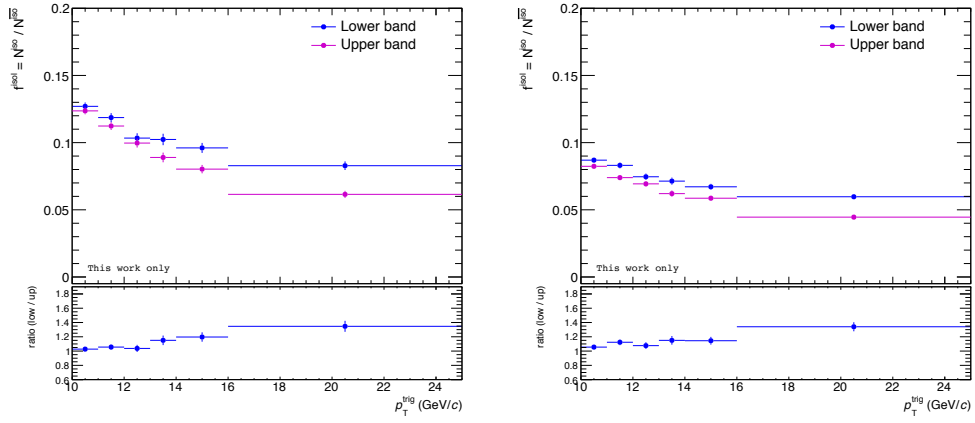 f^isol = N^iso / N^\overline{iso}
0.2
0.15
0.1
0.05
0
Lower band
Upper band
This work only
ratio (low / up)
1.8
1.6
1.4
1.2
1
0.8
0.6
10 12 14 16 18 20 22 24
p_T^trig (GeV/c)
f^isol = N^iso / N^\overline{iso}
0.2
0.15
0.1
0.05
0
Lower band
Upper band
This work only
ratio (low / up)
1.8
1.6
1.4
1.2
1
0.8
0.6
10 12 14 16 18 20 22 24
p_T^trig (GeV/c)